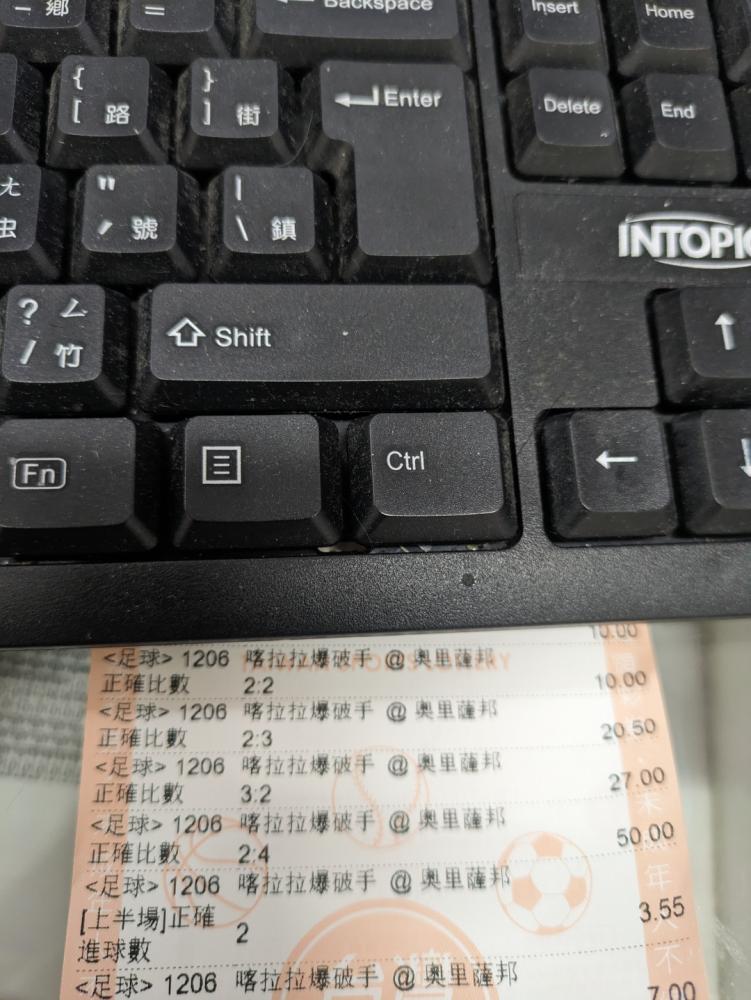 - 鄉
=
Backspace
Insert
Home
{
[ 路
}
] 街
Enter
Delete
End
ㄤ
虫
"
' 號
|
\ 鎮
INTOPIC
? ㄥ
/ 竹
Shift
Fn
Ctrl
10.00
<足球> 1206 喀拉拉爆破手 @ 奧里薩邦
正確比數 2:2 10.00
<足球> 1206 喀拉拉爆破手 @ 奧里薩邦
正確比數 2:3 20.50
<足球> 1206 喀拉拉爆破手 @ 奧里薩邦
正確比數 3:2 27.00
<足球> 1206 喀拉拉爆破手 @ 奧里薩邦
正確比數 2:4 50.00
<足球> 1206 喀拉拉爆破手 @ 奧里薩邦
[上半場]正確
進球數 2 3.55
<足球> 1206 喀拉拉爆破手 @ 奧里薩邦
7.00
台灣